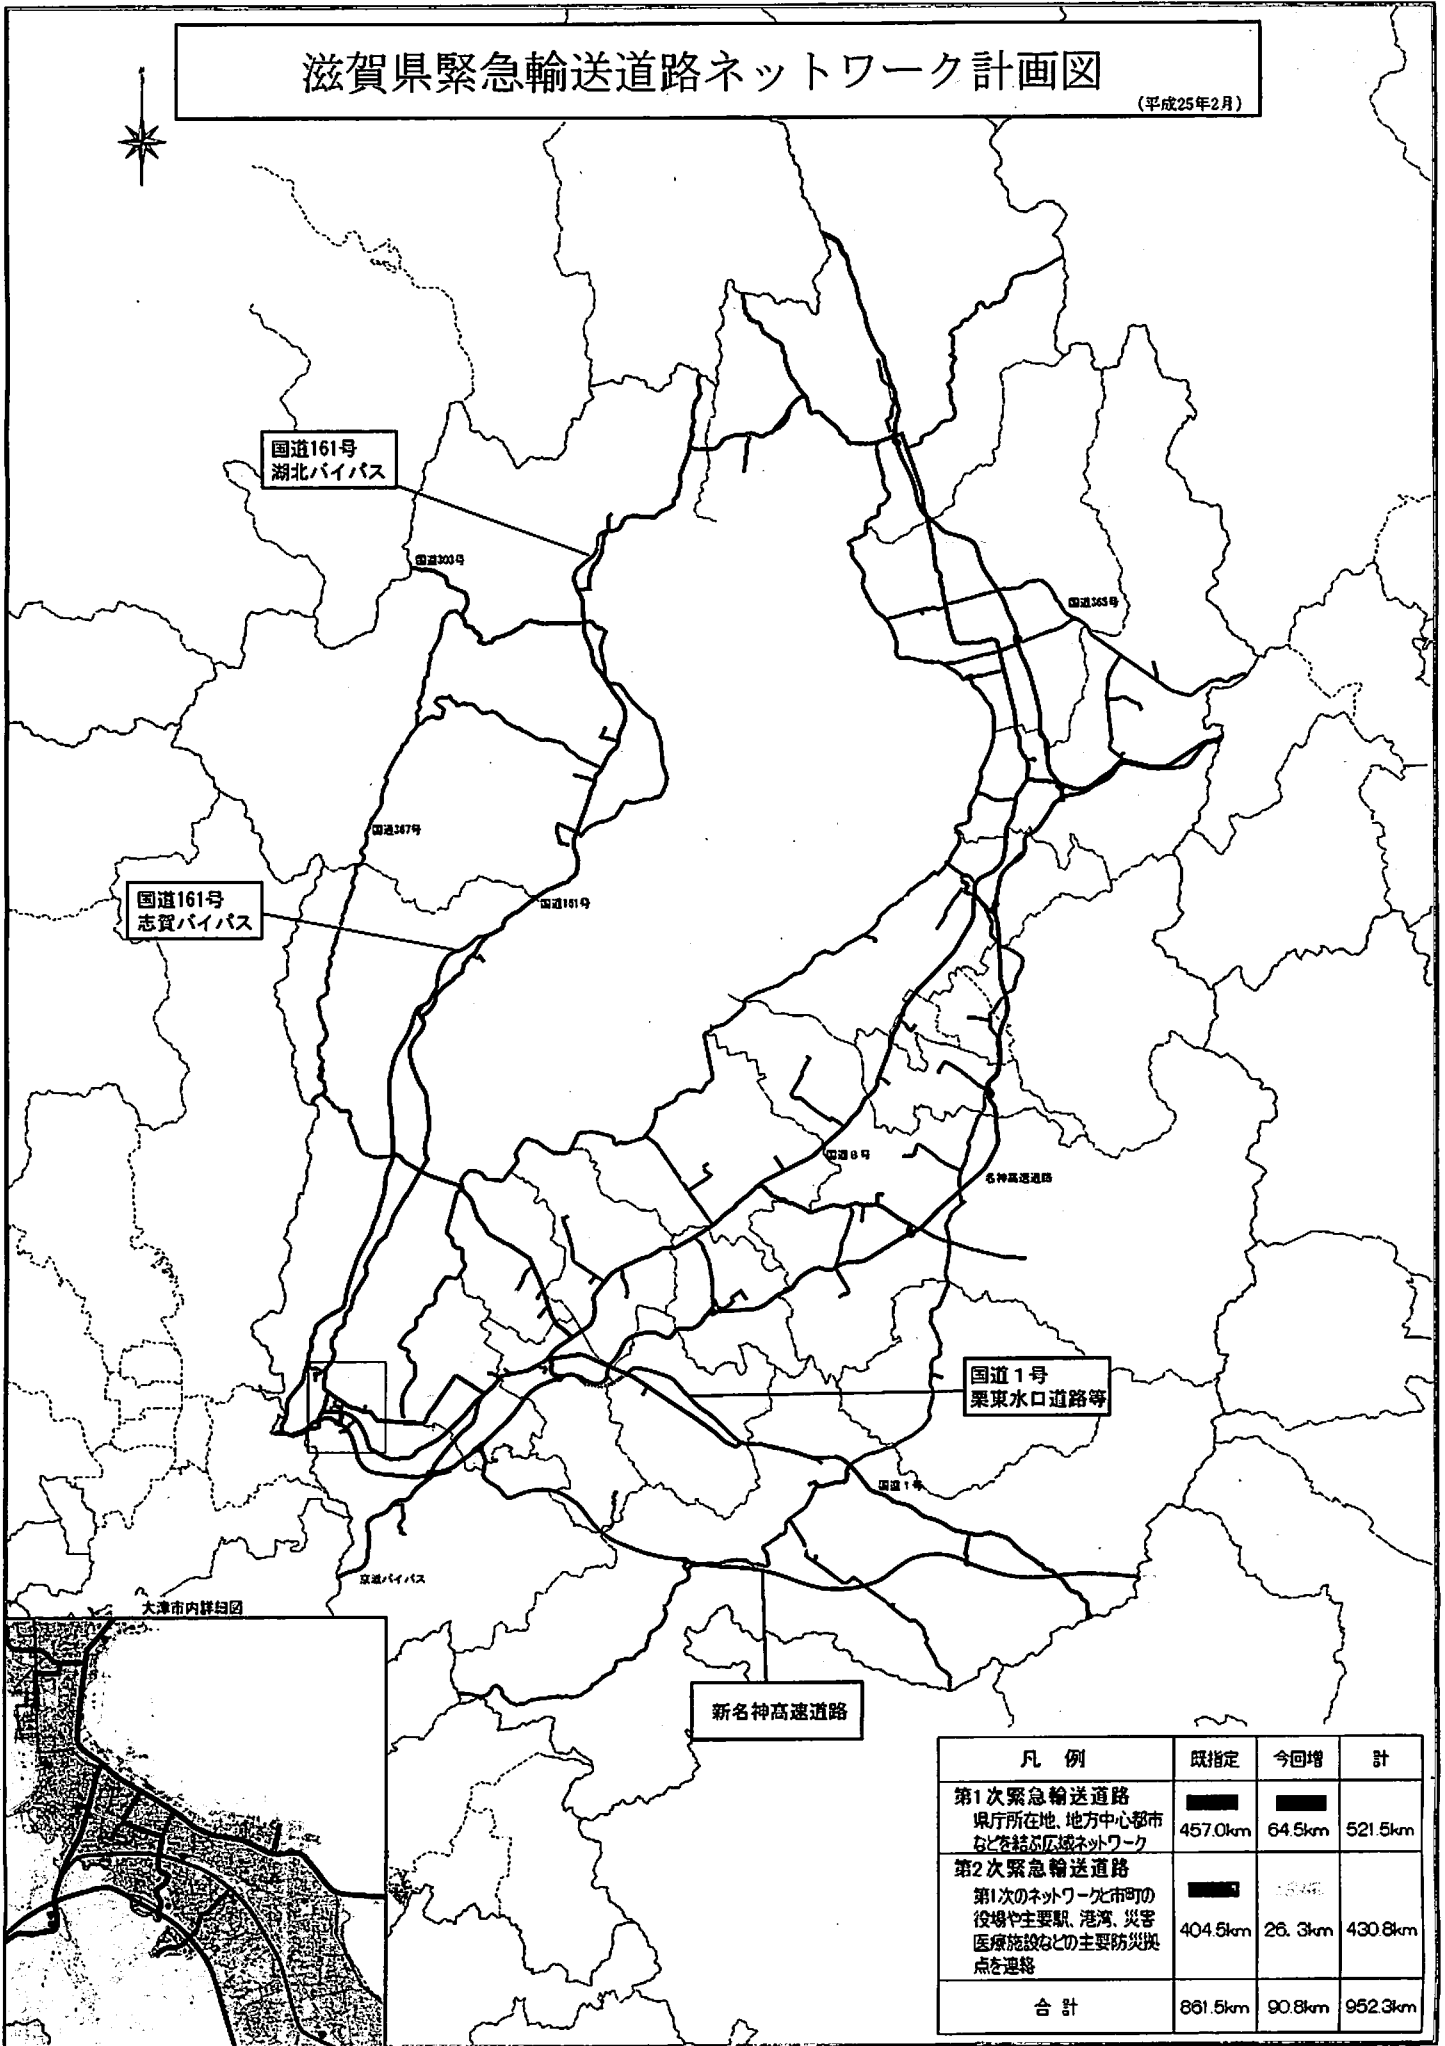 滋賀県緊急輸送道路ネットワーク計画図
(平成25年2月)
国道161号
湖北バイパス
国道303号
国道365号
国道367号
国道161号
志賀バイパス
国道161号
国道8号
名神高速道路
国道1号
栗東水口道路等
国道1号
京滋バイパス
大津市内詳細図
新名神高速道路
凡 例 既指定 今回増 計
第1次緊急輸送道路
県庁所在地、地方中心都市
などを結ぶ広域ネットワーク
457.0km 64.5km 521.5km
第2次緊急輸送道路
第1次のネットワークと市町の
役場や主要駅、港湾、災害
医療施設などの主要防災拠
点を連絡
404.5km 26.3km 430.8km
合 計 861.5km 90.8km 952.3km